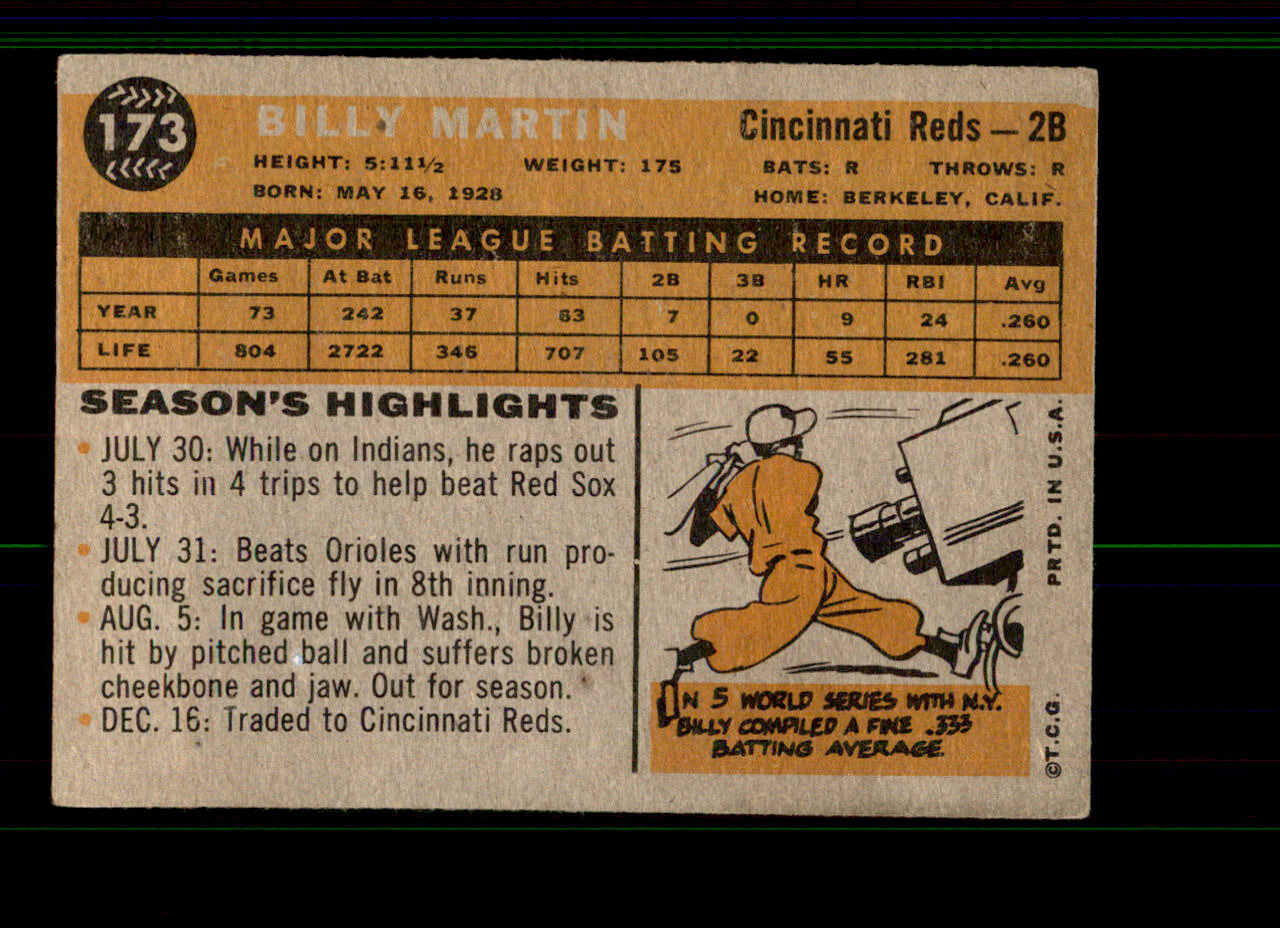 173
BILLY MARTIN
Cincinnati Reds — 2B
HEIGHT: 5:11½ WEIGHT: 175 BATS: R THROWS: R
BORN: MAY 16, 1928 HOME: BERKELEY, CALIF.
MAJOR LEAGUE BATTING RECORD
Games At Bat Runs Hits 2B 3B HR RBI Avg
YEAR 73 242 37 63 7 0 9 24 .260
LIFE 804 2722 346 707 105 22 55 281 .260
SEASON'S HIGHLIGHTS
• JULY 30: While on Indians, he raps out
3 hits in 4 trips to help beat Red Sox
4-3.
• JULY 31: Beats Orioles with run pro-
ducing sacrifice fly in 8th inning.
• AUG. 5: In game with Wash., Billy is
hit by pitched ball and suffers broken
cheekbone and jaw. Out for season.
• DEC. 16: Traded to Cincinnati Reds.
IN 5 WORLD SERIES WITH N.Y.
BILLY COMPILED A FINE .333
BATTING AVERAGE.
©T.C.G. PRTD. IN U.S.A.